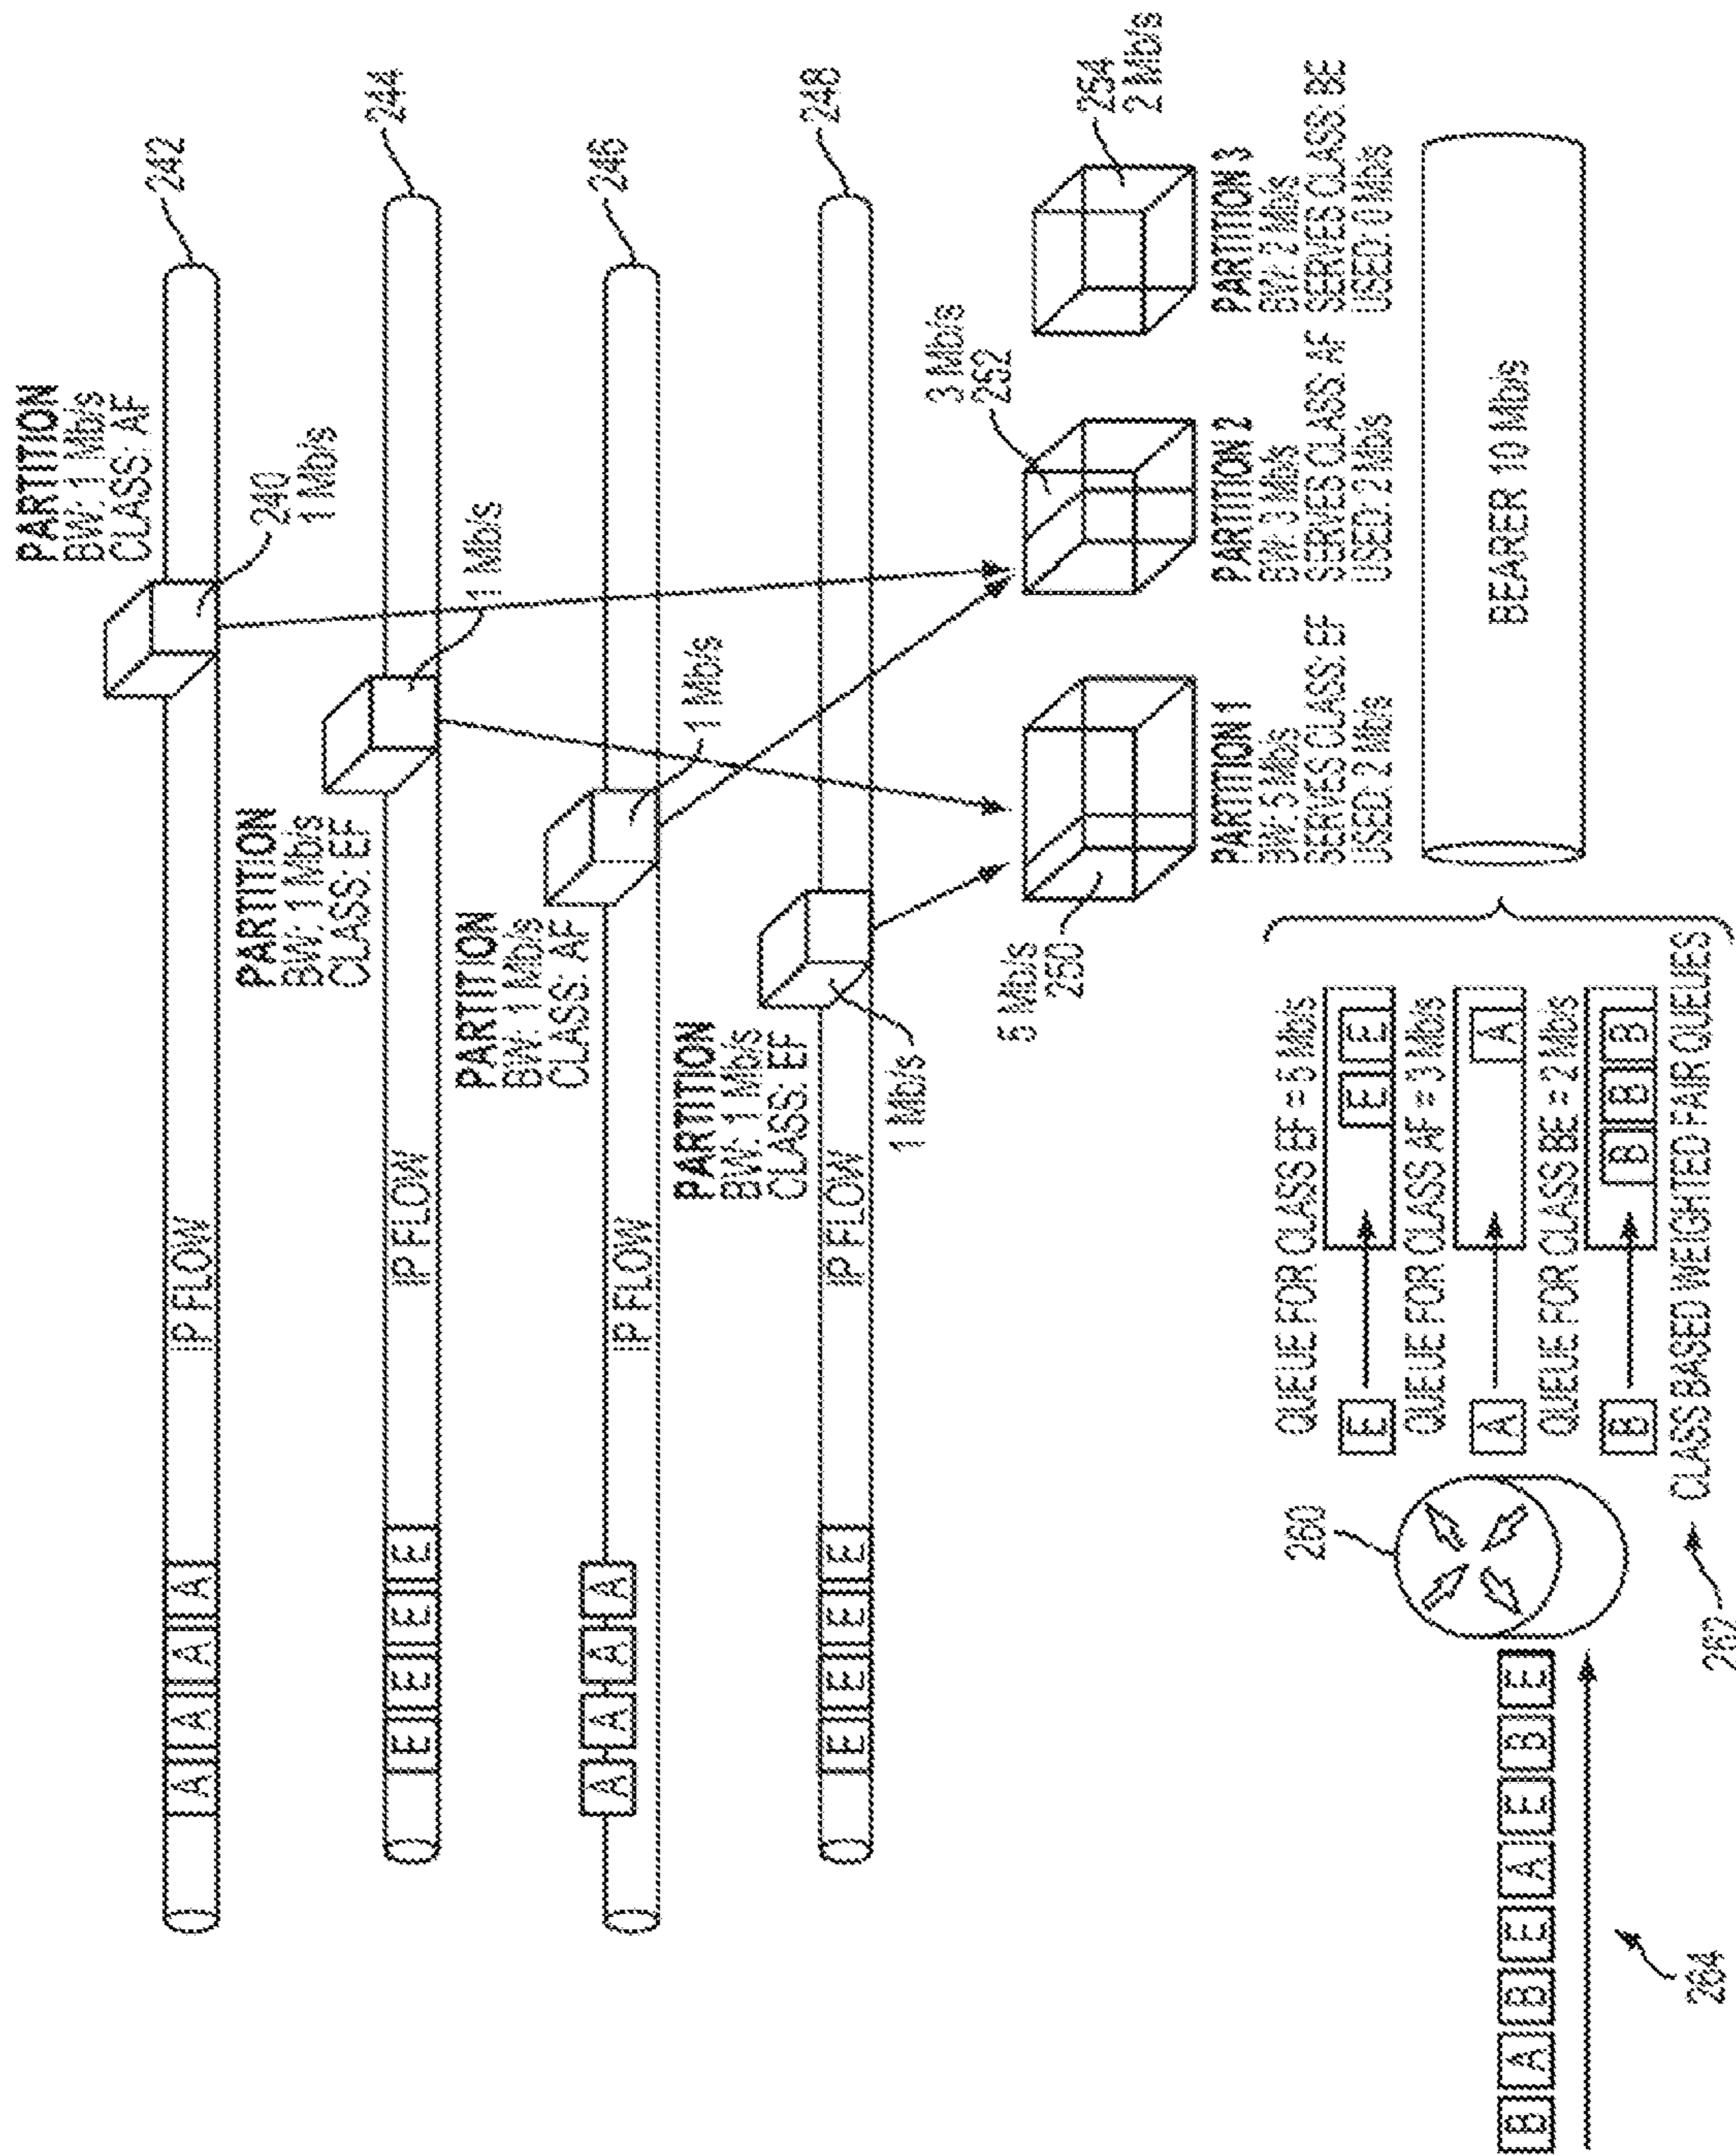 PARTITION
BW: 1 Mb/s
CLASS: AF
240
1 Mb/s
242
IP FLOW
A A A A
PARTITION
BW: 1 Mb/s
CLASS: EF
1 Mb/s
244
IP FLOW
E E E E
PARTITION
BW: 1 Mb/s
CLASS: AF
1 Mb/s
246
IP FLOW
A A A A
PARTITION
BW: 1 Mb/s
CLASS: EF
1 Mb/s
248
IP FLOW
E E E E
5 Mb/s
250
PARTITION 1
BW: 5 Mb/s
SERVES CLASS: EF
USED: 2 Mb/s
3 Mb/s
252
PARTITION 2
BW: 3 Mb/s
SERVES CLASS: AF
USED: 2 Mb/s
254
2 Mb/s
PARTITION 3
BW: 2 Mb/s
SERVES CLASS: BE
USED: 0 Mb/s
BEARER 10 Mb/s
260
QUEUE FOR CLASS EF = 5 Mb/s
E E E
QUEUE FOR CLASS AF = 3 Mb/s
A A
QUEUE FOR CLASS BE = 2 Mb/s
B B B B
CLASS BASED WEIGHTED FAIR QUEUES
262
B A B E A E B E
264